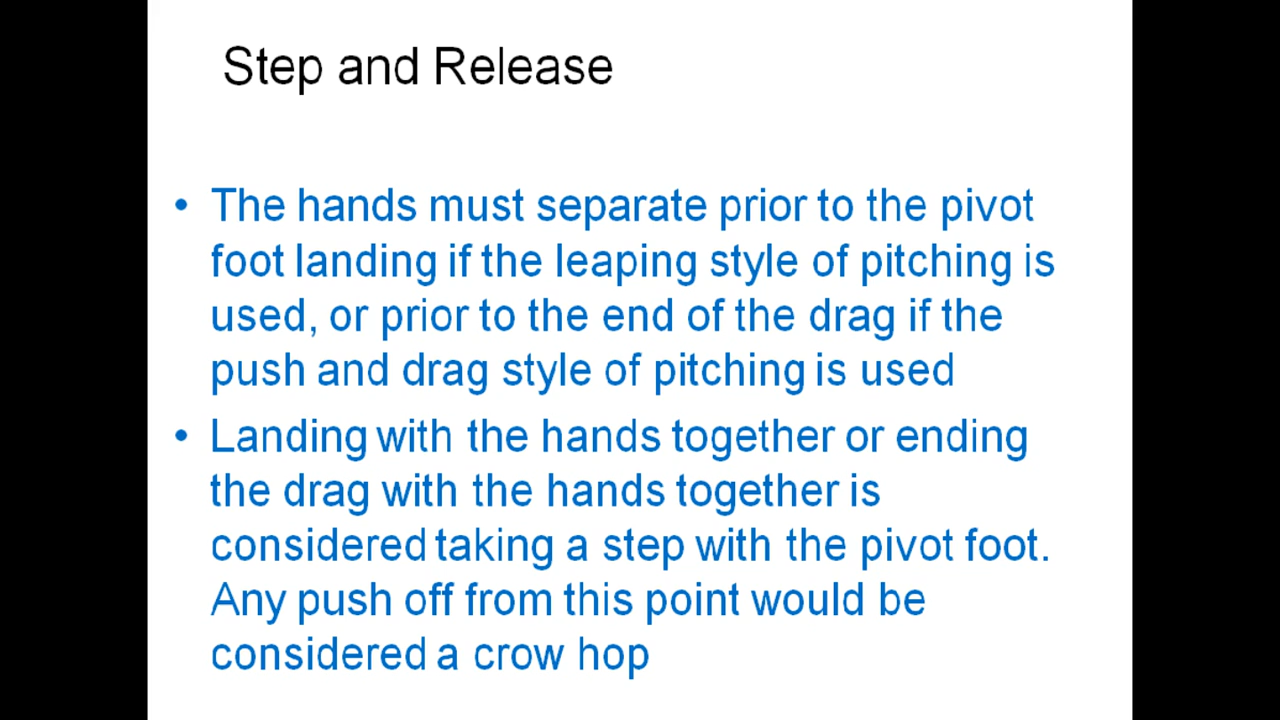 Step and Release
• The hands must separate prior to the pivot
foot landing if the leaping style of pitching is
used, or prior to the end of the drag if the
push and drag style of pitching is used
• Landing with the hands together or ending
the drag with the hands together is
considered taking a step with the pivot foot.
Any push off from this point would be
considered a crow hop